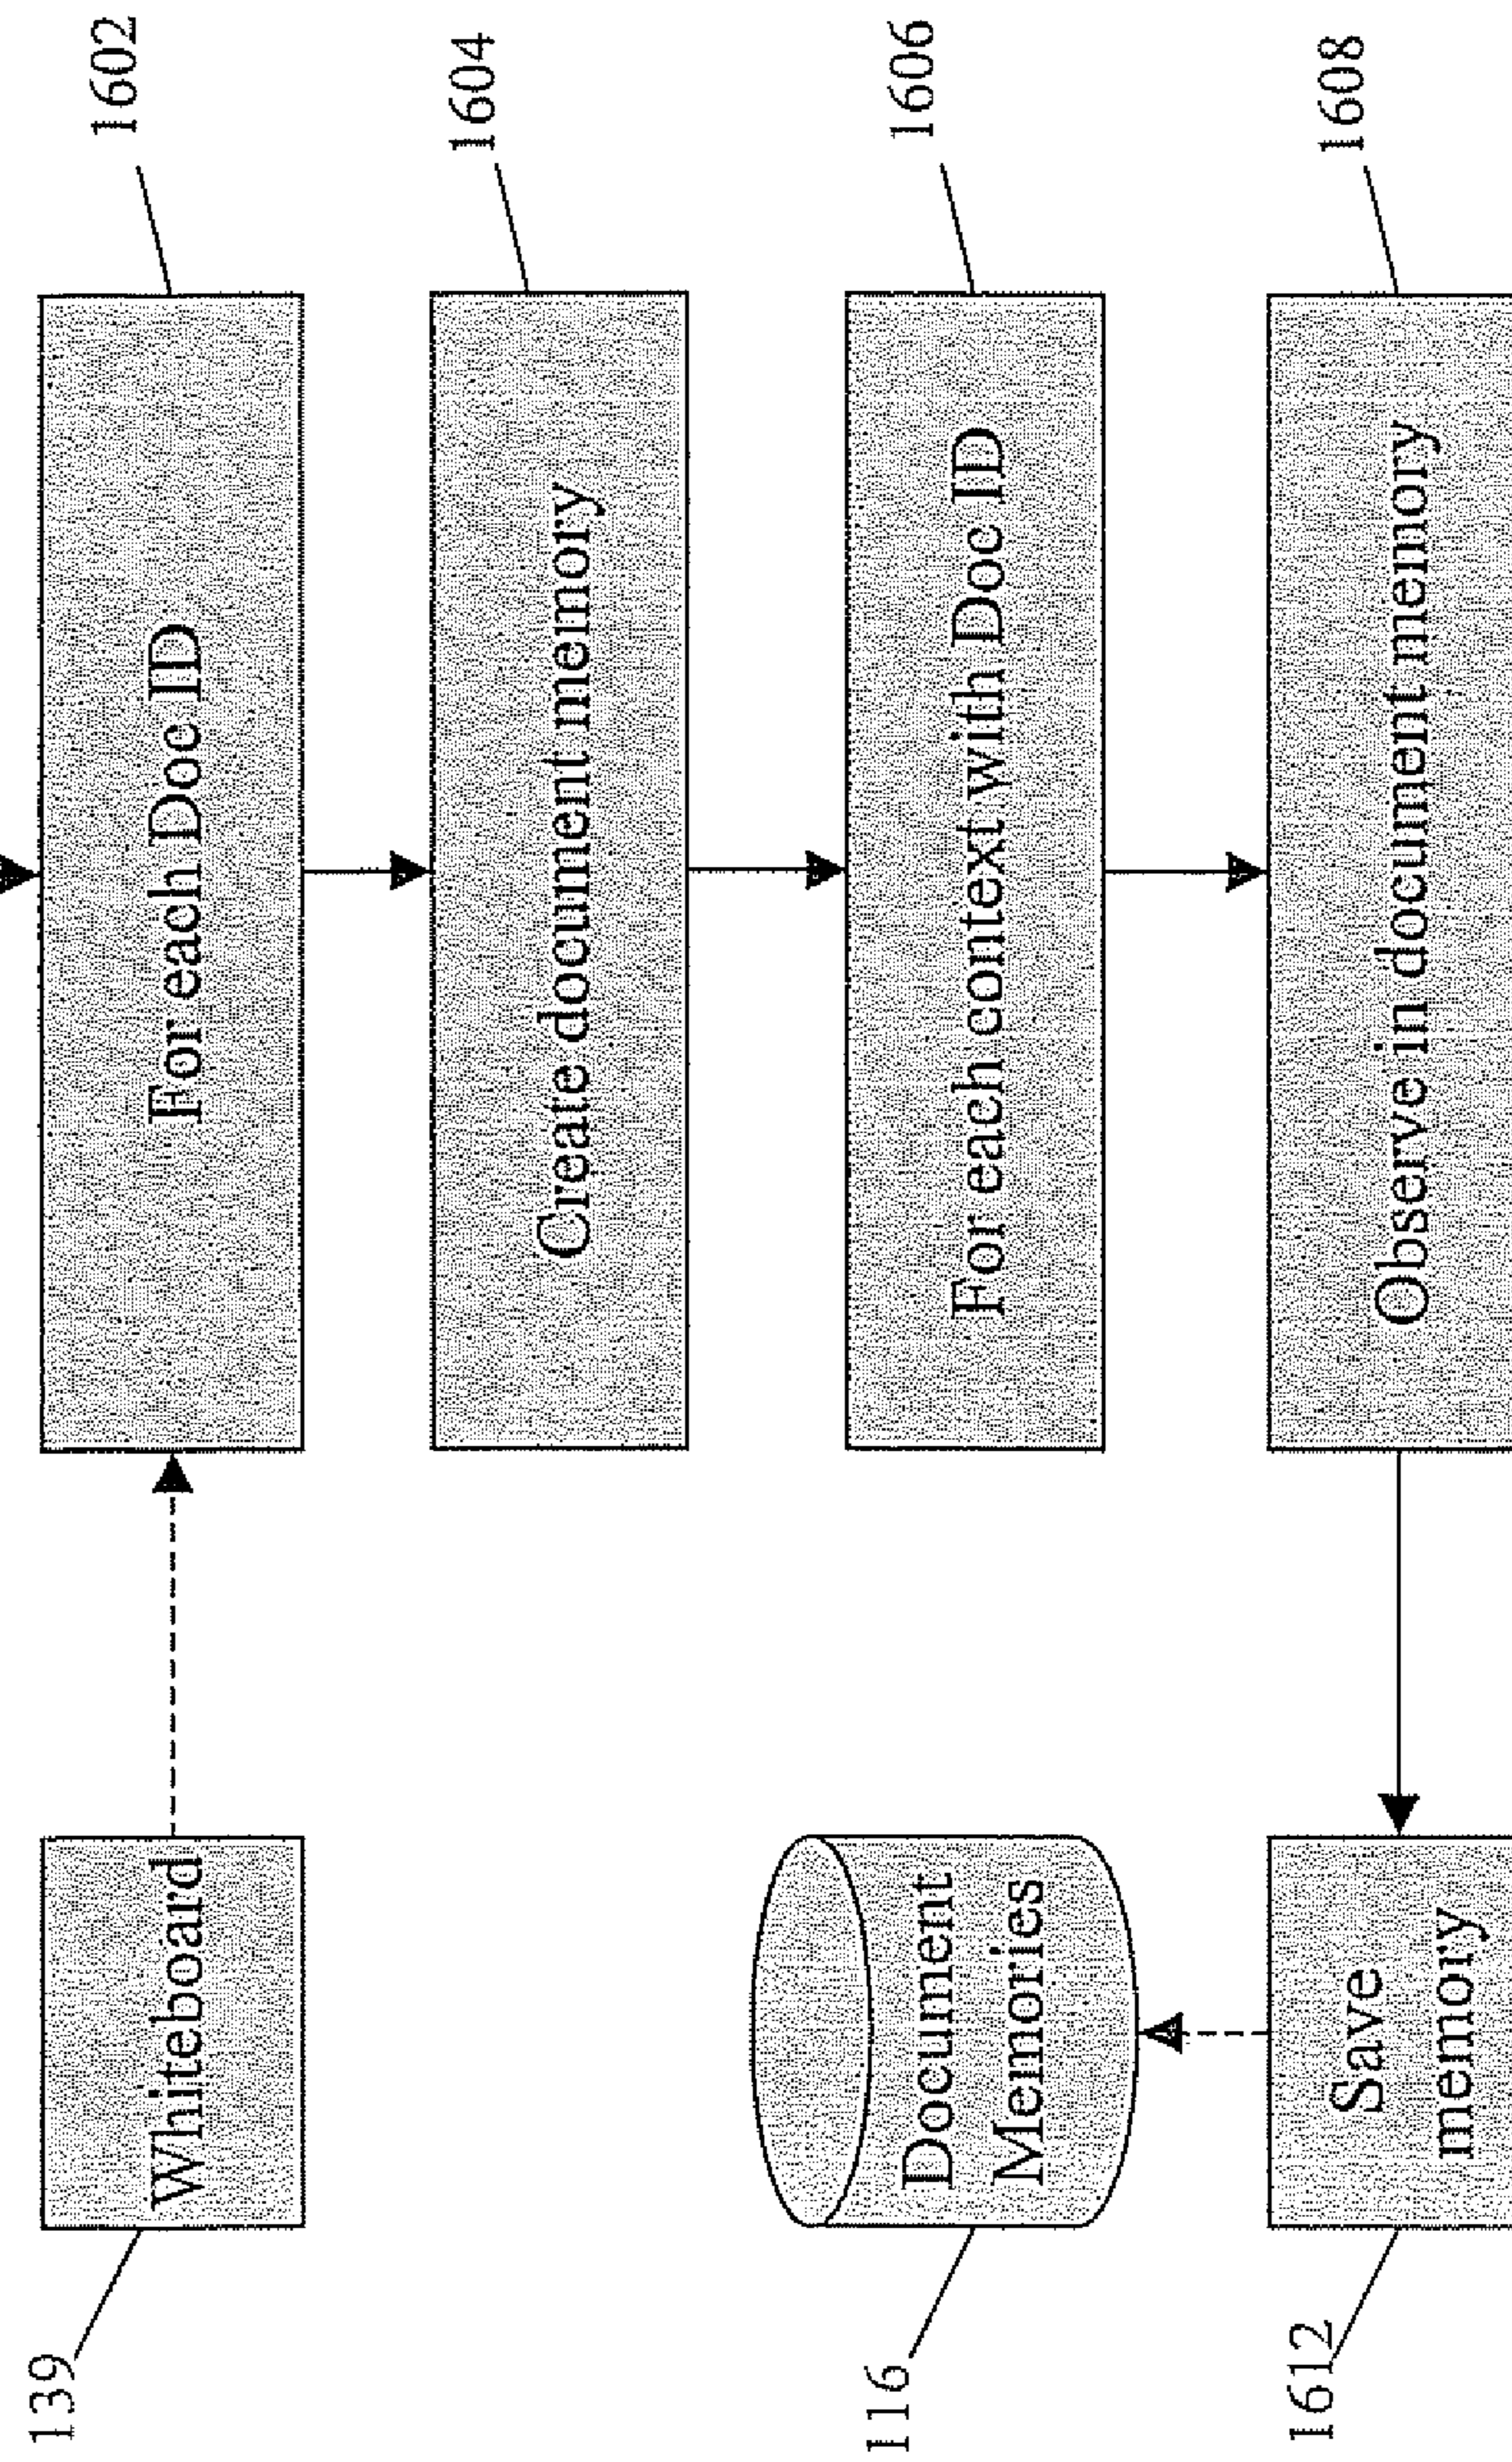 1602
For each Doc ID
Whiteboard
139
1604
Create document memory
1606
For each context with Doc ID
Document
Memories
116
1608
Observe in document memory
Save
memory
1612